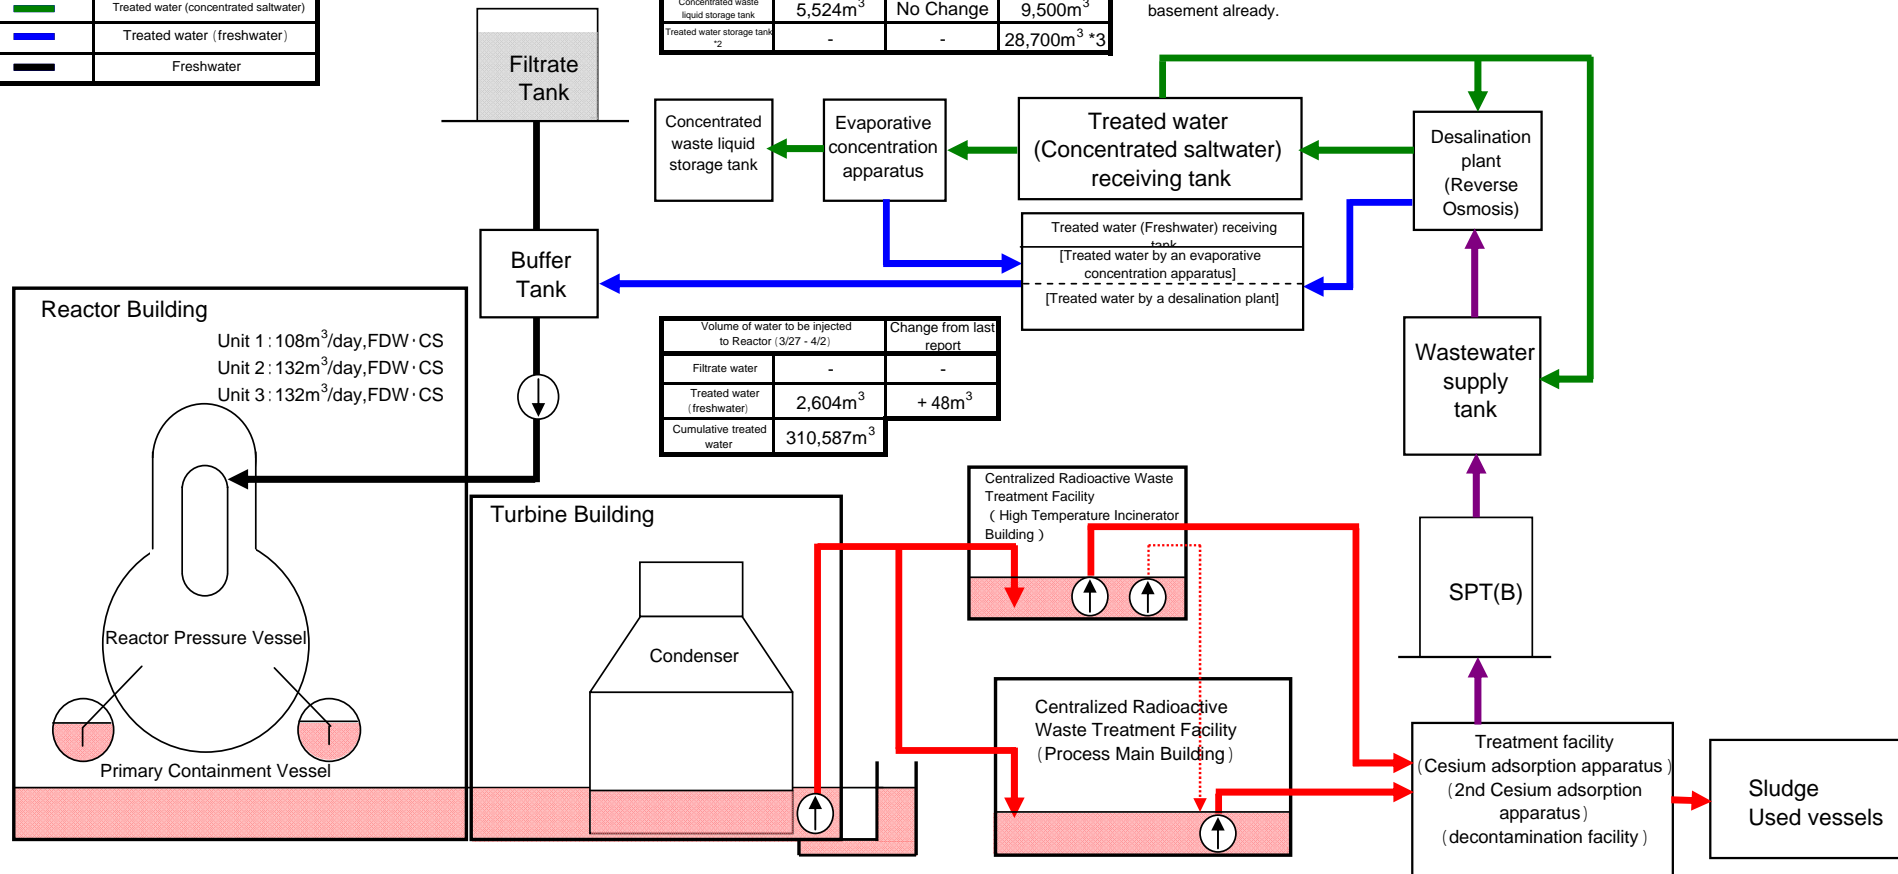 Treated water (concentrated saltwater)
Treated water (freshwater)
Freshwater
Concentrated waste
liquid storage tank
5,524m3
No Change
9,500m3
Treated water storage tank
*2
-
-
28,700m3 *3
basement already.
Filtrate
Tank
Concentrated
waste liquid
storage tank
Evaporative
concentration
apparatus
Treated water
(Concentrated saltwater)
receiving tank
Desalination
plant
(Reverse
Osmosis)
Treated water (Freshwater) receiving
tank
[Treated water by an evaporative
concentration apparatus]
[Treated water by a desalination plant]
Buffer
Tank
Reactor Building
Unit 1 : 108m3/day,FDW・CS
Unit 2 : 132m3/day,FDW・CS
Unit 3 : 132m3/day,FDW・CS
Volume of water to be injected
to Reactor (3/27 - 4/2)
Change from last
report
Filtrate water
-
-
Treated water
(freshwater)
2,604m3
+ 48m3
Cumulative treated
water
310,587m3
Wastewater
supply
tank
Turbine Building
Centralized Radioactive Waste
Treatment Facility
( High Temperature Incinerator
Building )
SPT(B)
Reactor Pressure Vessel
Condenser
Primary Containment Vessel
Centralized Radioactive
Waste Treatment Facility
(Process Main Building)
Treatment facility
(Cesium adsorption apparatus )
(2nd Cesium adsorption
apparatus)
(decontamination facility )
Sludge
Used vessels